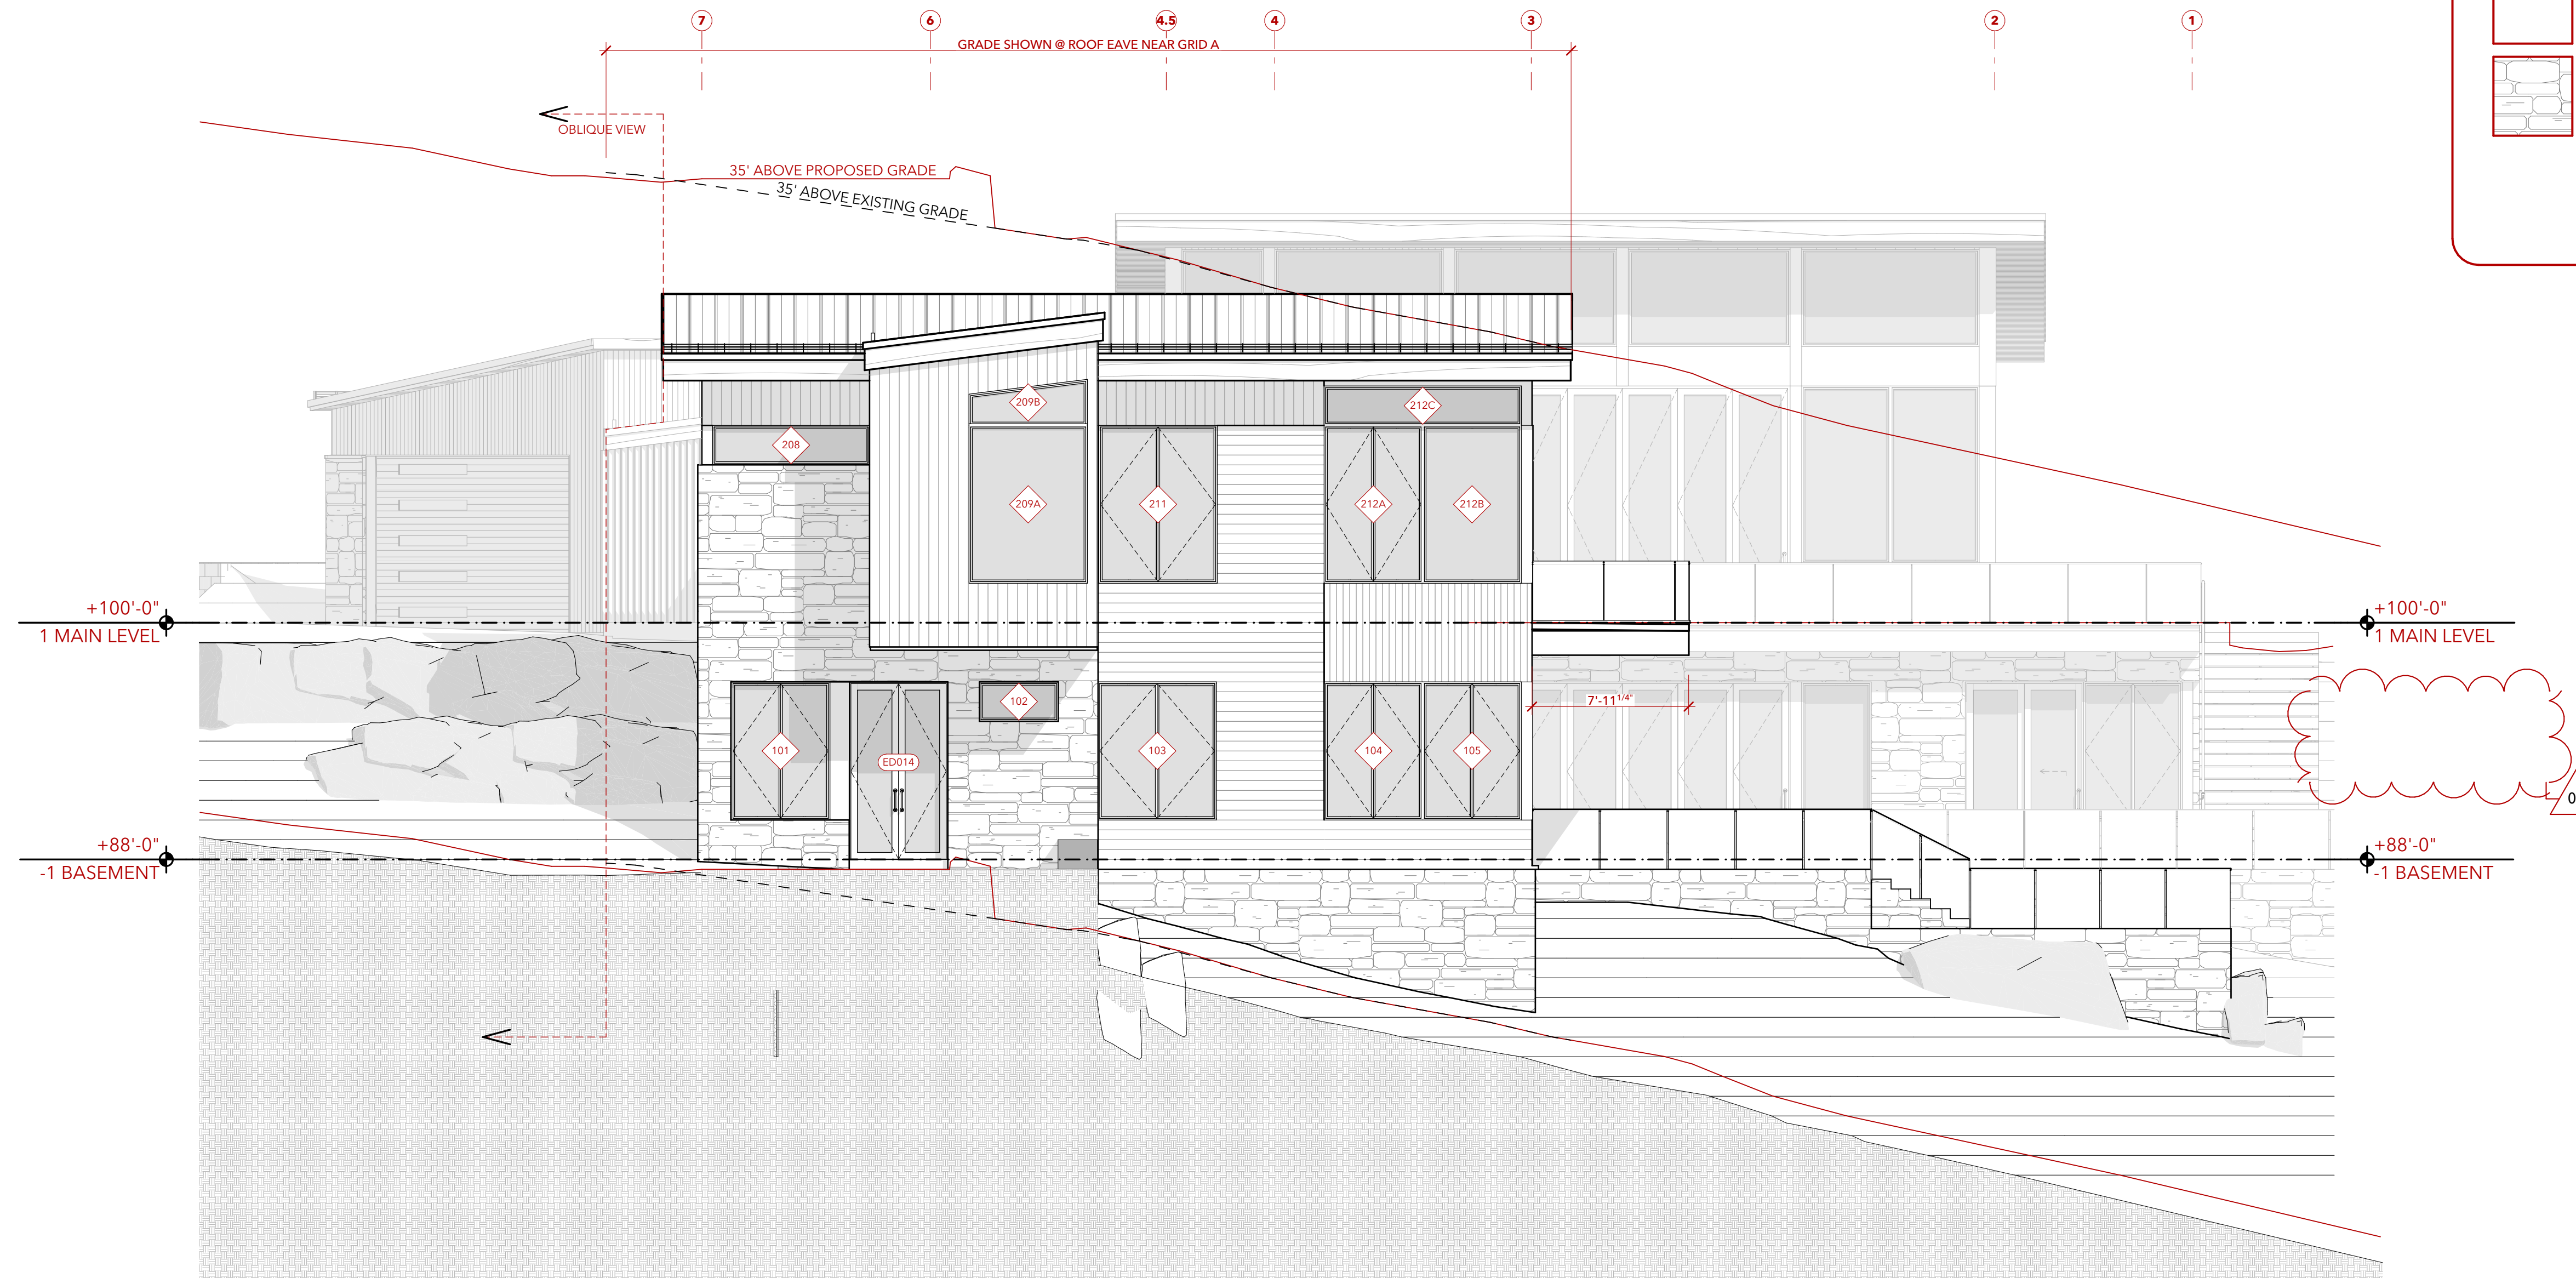 7 6 4.5 4 3 2 1
GRADE SHOWN @ ROOF EAVE NEAR GRID A
OBLIQUE VIEW
35' ABOVE PROPOSED GRADE
35' ABOVE EXISTING GRADE
209B
212C
208
209A
211
212A
212B
+100'-0"
1 MAIN LEVEL
+100'-0"
1 MAIN LEVEL
102
7'-11 1/4"
101
ED014
103
104
105
0
+88'-0"
-1 BASEMENT
+88'-0"
-1 BASEMENT